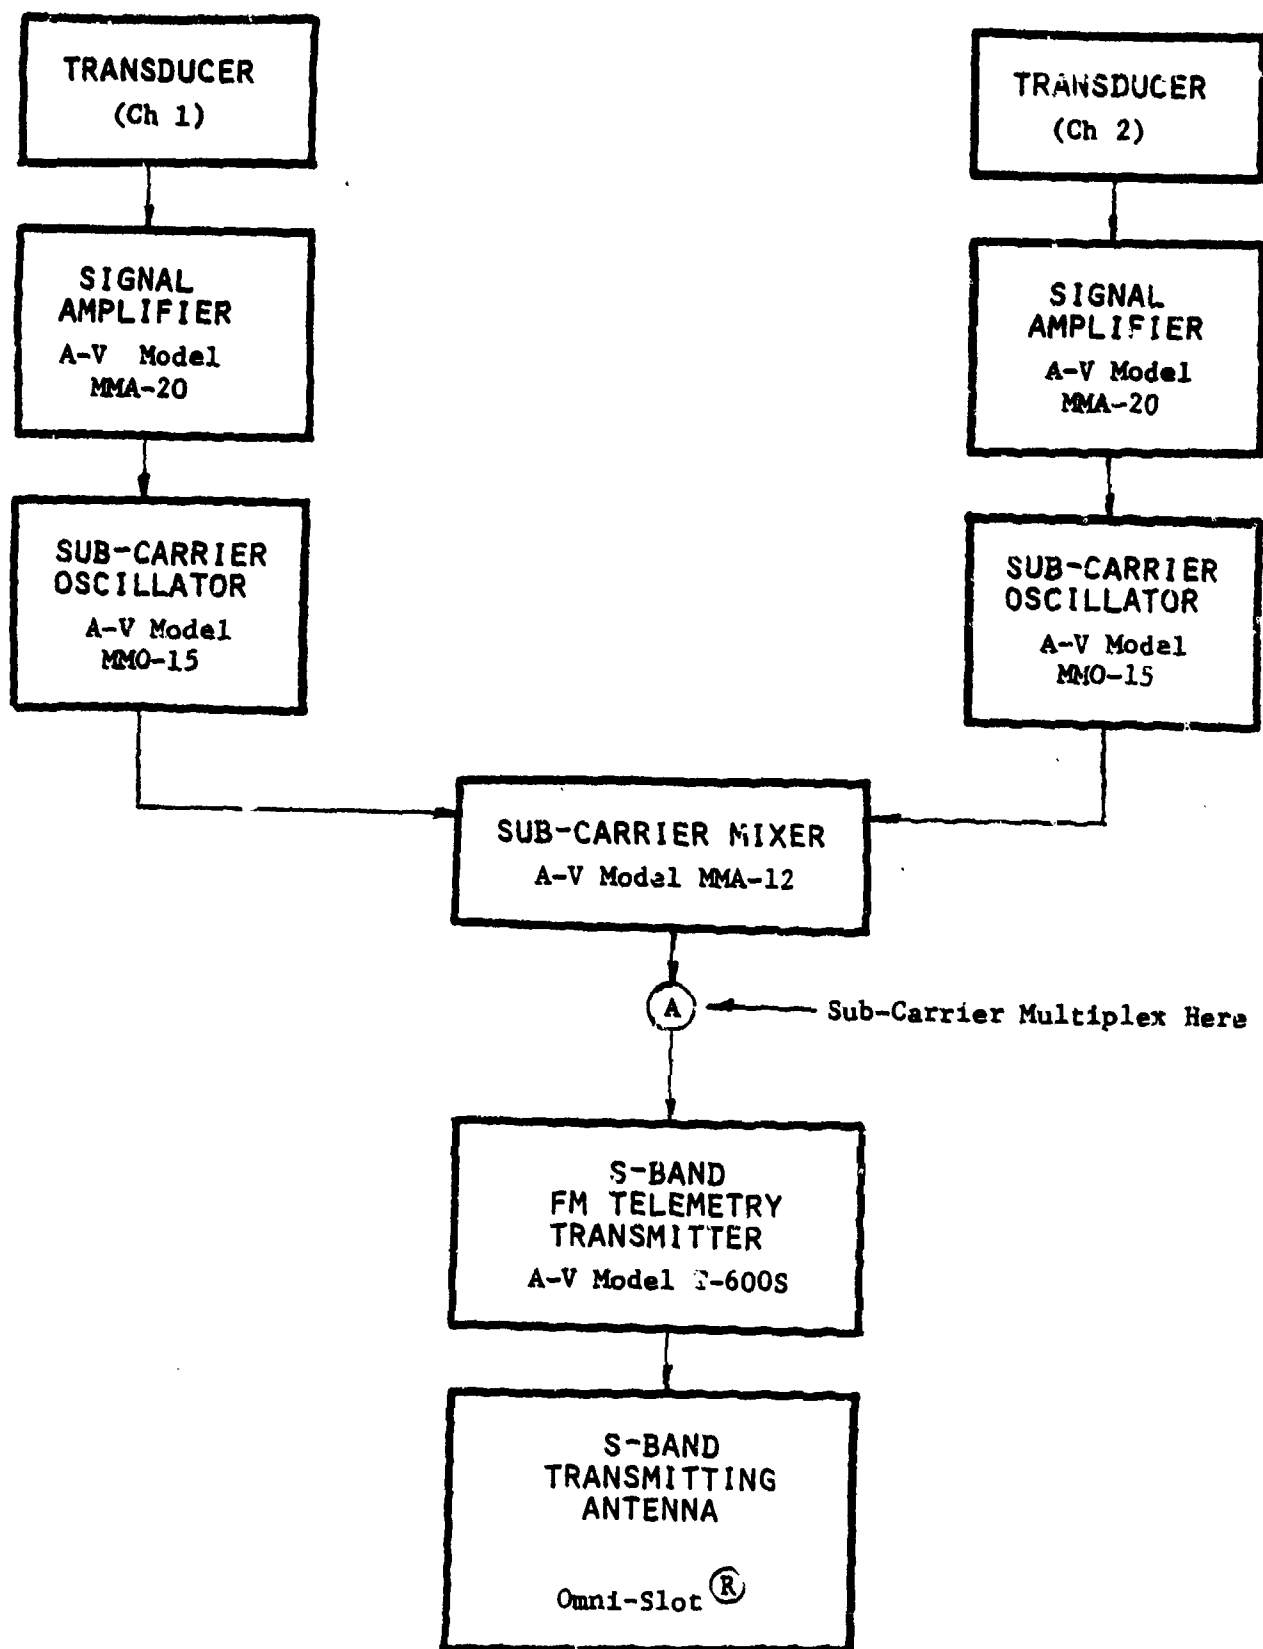 TRANSDUCER
(Ch 1)
TRANSDUCER
(Ch 2)
SIGNAL
AMPLIFIER
A-V Model
MMA-20
SIGNAL
AMPLIFIER
A-V Model
MMA-20
SUB-CARRIER
OSCILLATOR
A-V Model
MMO-15
SUB-CARRIER
OSCILLATOR
A-V Model
MMO-15
SUB-CARRIER MIXER
A-V Model MMA-12
A
Sub-Carrier Multiplex Here
S-BAND
FM TELEMETRY
TRANSMITTER
A-V Model T-600S
S-BAND
TRANSMITTING
ANTENNA
Omni-Slot ®